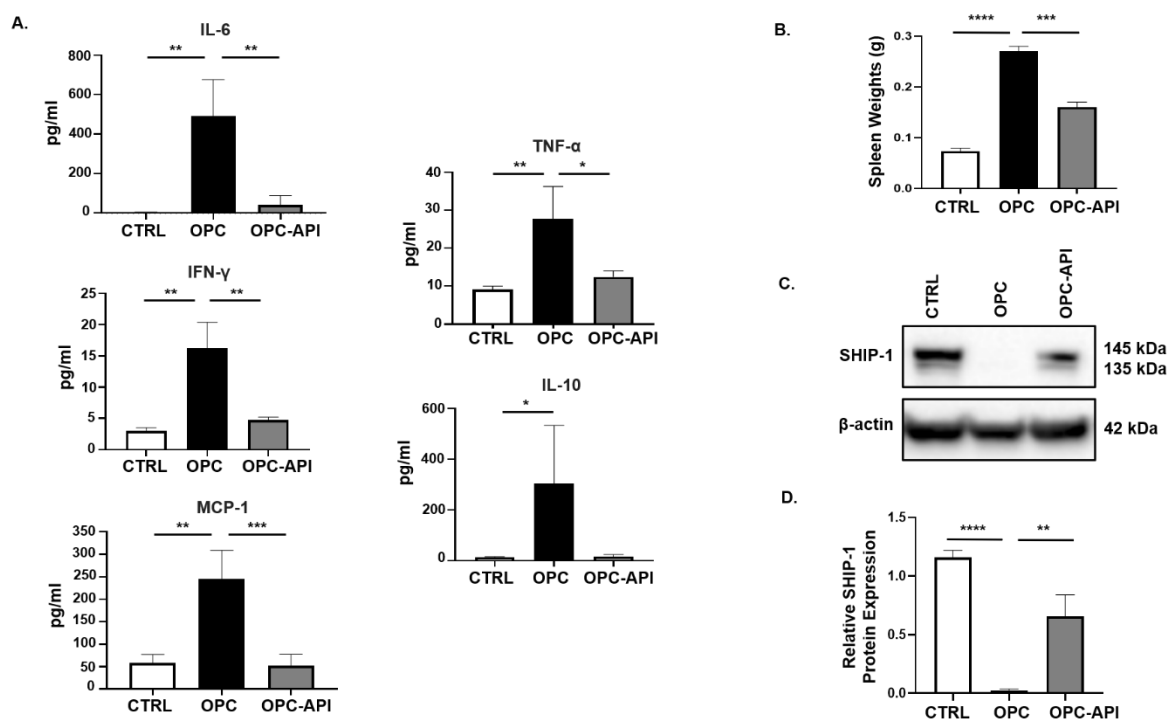 A.
IL-6
** **
pg/ml
800
600
400
200
0
CTRL OPC OPC-API
IFN-γ
** **
pg/ml
25
20
15
10
5
0
CTRL OPC OPC-API
MCP-1
** ***
pg/ml
350
300
250
200
150
100
50
0
CTRL OPC OPC-API
TNF-α
** *
pg/ml
40
30
20
10
0
CTRL OPC OPC-API
IL-10
*
pg/ml
600
400
200
0
CTRL OPC OPC-API
B.
**** ***
Spleen Weights (g)
0.3
0.2
0.1
0.0
CTRL OPC OPC-API
C.
CTRL OPC OPC-API
SHIP-1
145 kDa
135 kDa
β-actin
42 kDa
D.
**** **
Relative SHIP-1
Protein Expression
1.5
1.0
0.5
0.0
CTRL OPC OPC-API